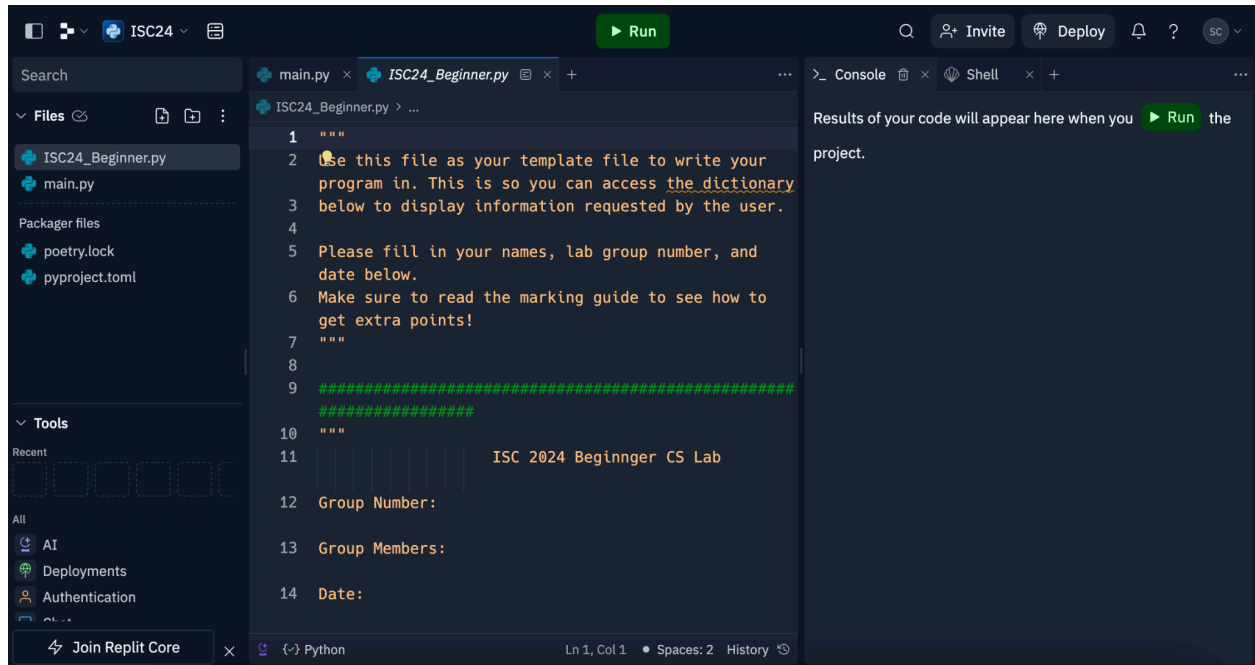 ISC24
Run
Invite
Deploy
?
SC
Search
Files
ISC24_Beginner.py
main.py
Packager files
poetry.lock
pyproject.toml
Tools
Recent
All
AI
Deployments
Authentication
Join Replit Core ×
main.py × ISC24_Beginner.py × +
ISC24_Beginner.py > ...
1 """
2 Use this file as your template file to write your
program in. This is so you can access the dictionary
3 below to display information requested by the user.
4
5 Please fill in your names, lab group number, and
date below.
6 Make sure to read the marking guide to see how to
get extra points!
7 """
8
9 ####################################################
#################
10 """
11 ISC 2024 Beginnger CS Lab
12 Group Number:
13 Group Members:
14 Date:
Python
Ln 1, Col 1 • Spaces: 2 History
>_ Console × Shell × +
Results of your code will appear here when you Run the
project.